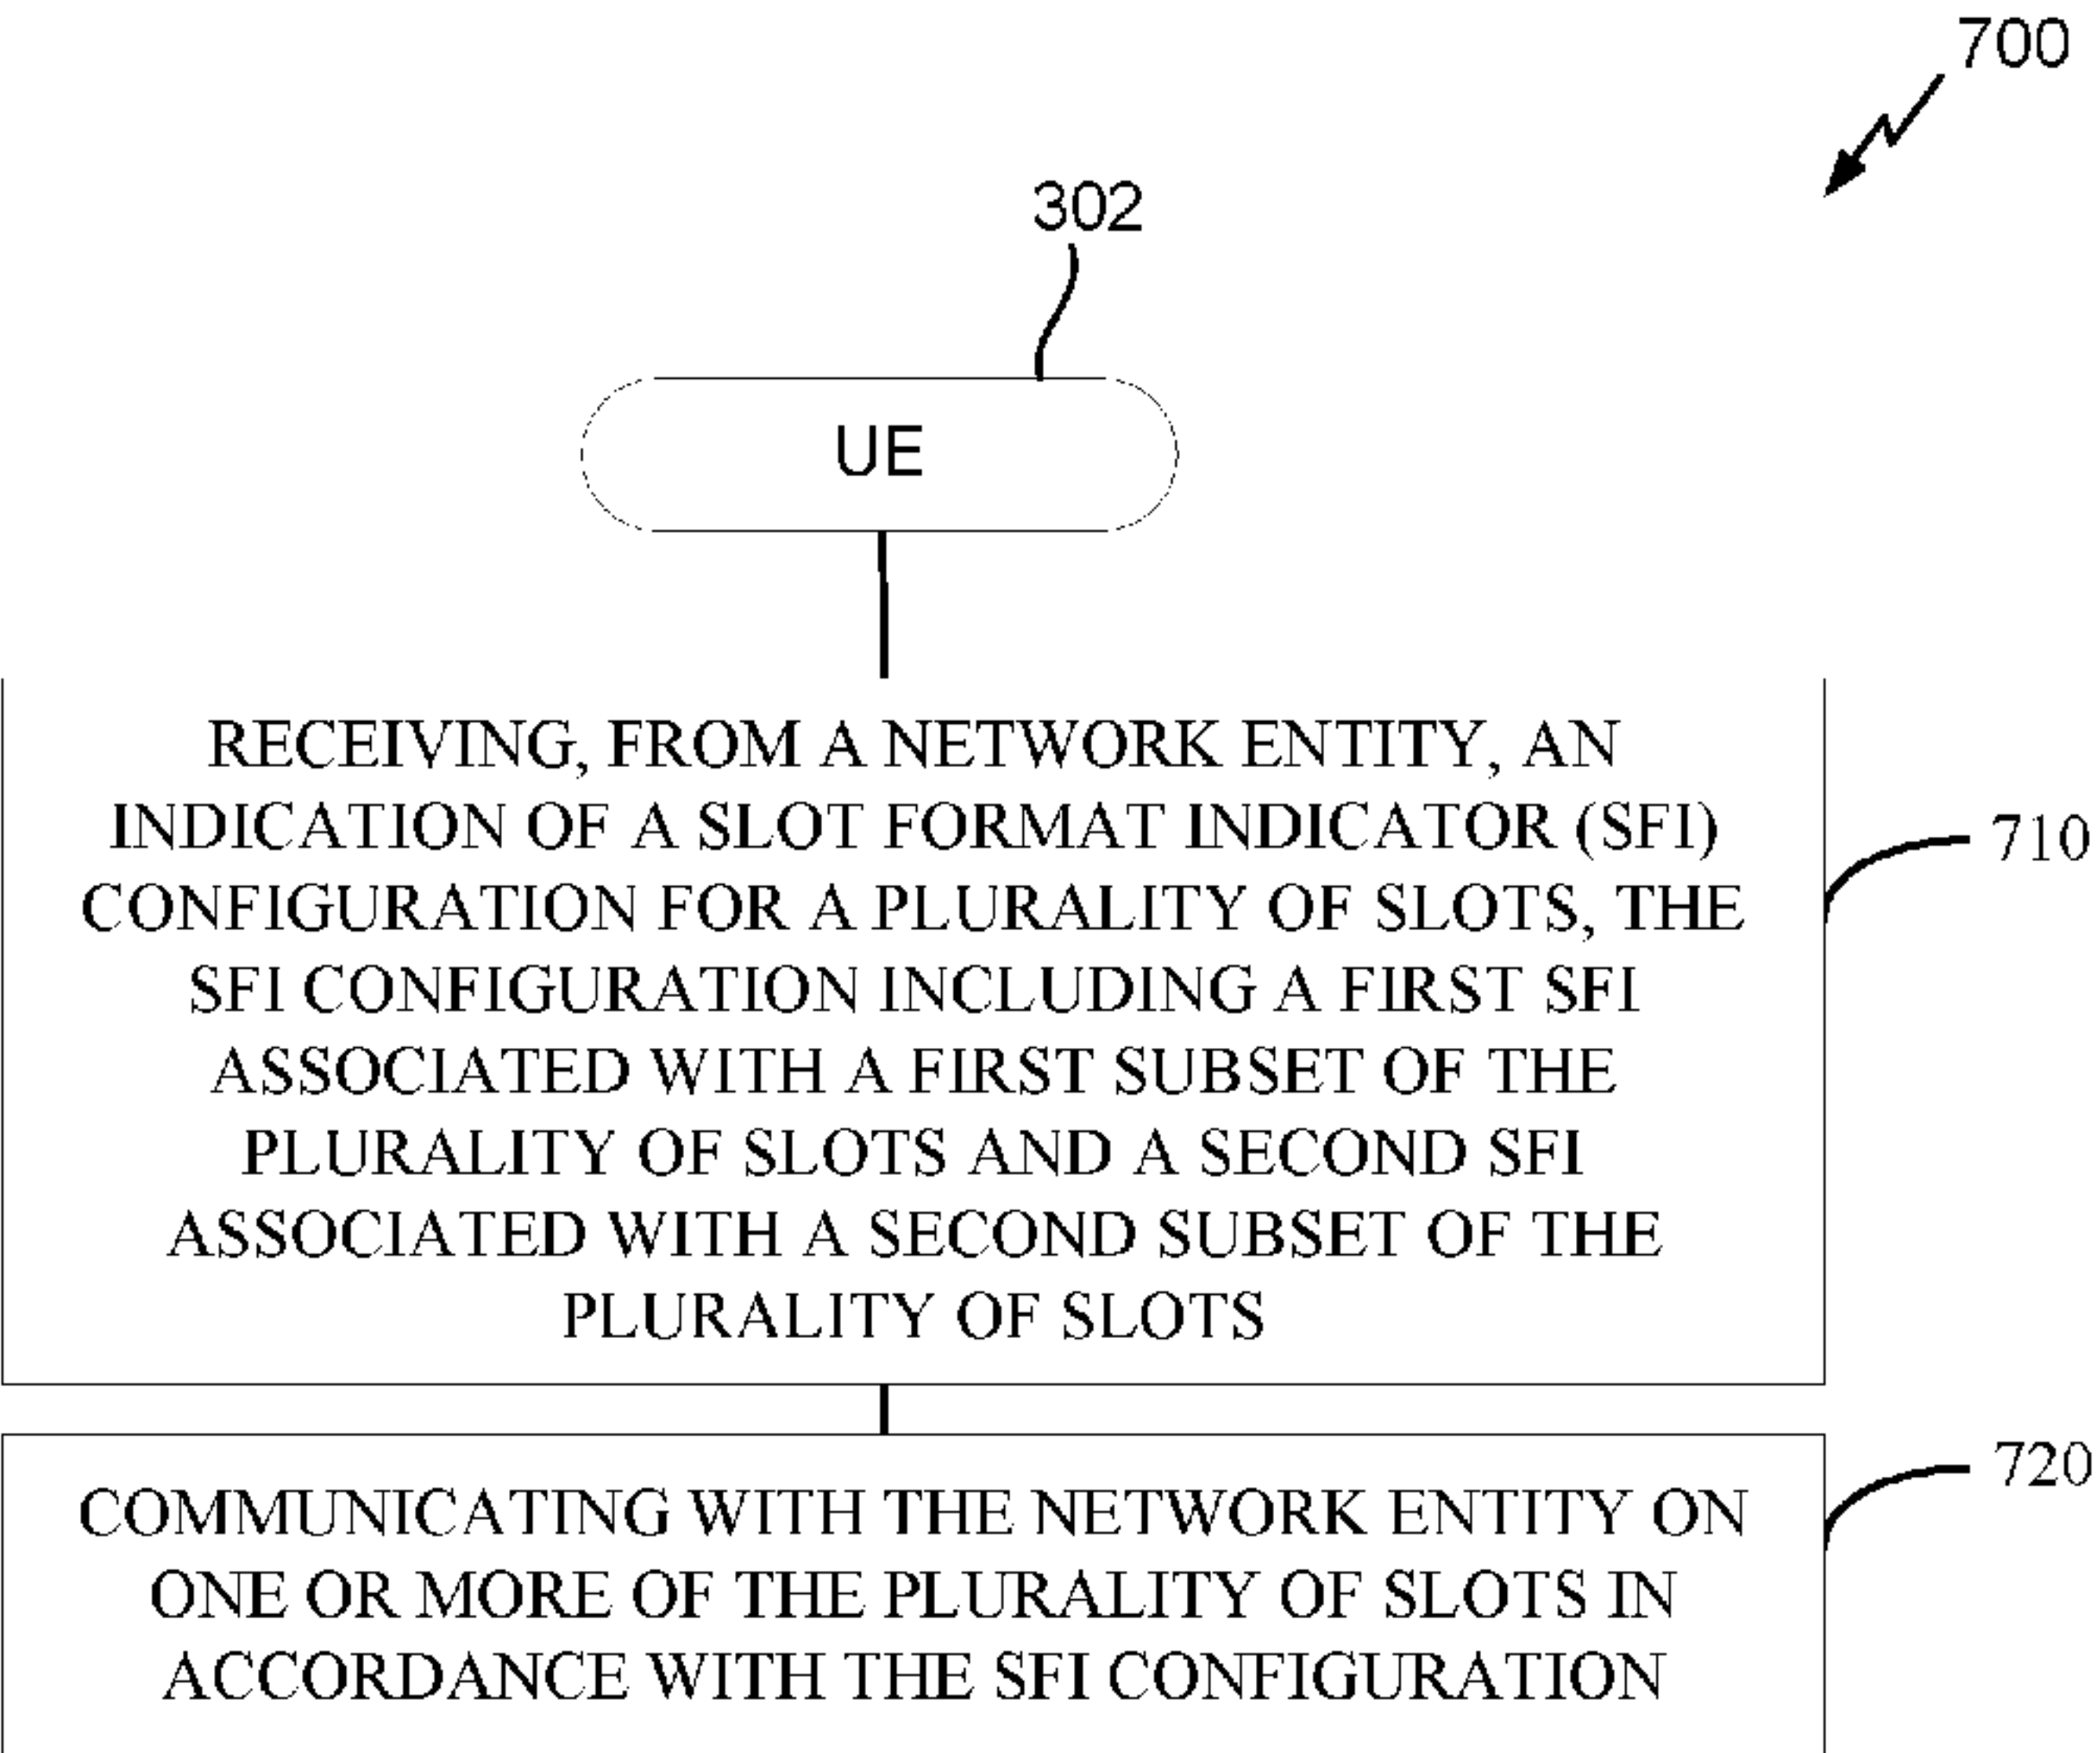 700
302
UE
RECEIVING, FROM A NETWORK ENTITY, AN
INDICATION OF A SLOT FORMAT INDICATOR (SFI)
CONFIGURATION FOR A PLURALITY OF SLOTS, THE
SFI CONFIGURATION INCLUDING A FIRST SFI
ASSOCIATED WITH A FIRST SUBSET OF THE
PLURALITY OF SLOTS AND A SECOND SFI
ASSOCIATED WITH A SECOND SUBSET OF THE
PLURALITY OF SLOTS
710
COMMUNICATING WITH THE NETWORK ENTITY ON
ONE OR MORE OF THE PLURALITY OF SLOTS IN
ACCORDANCE WITH THE SFI CONFIGURATION
720